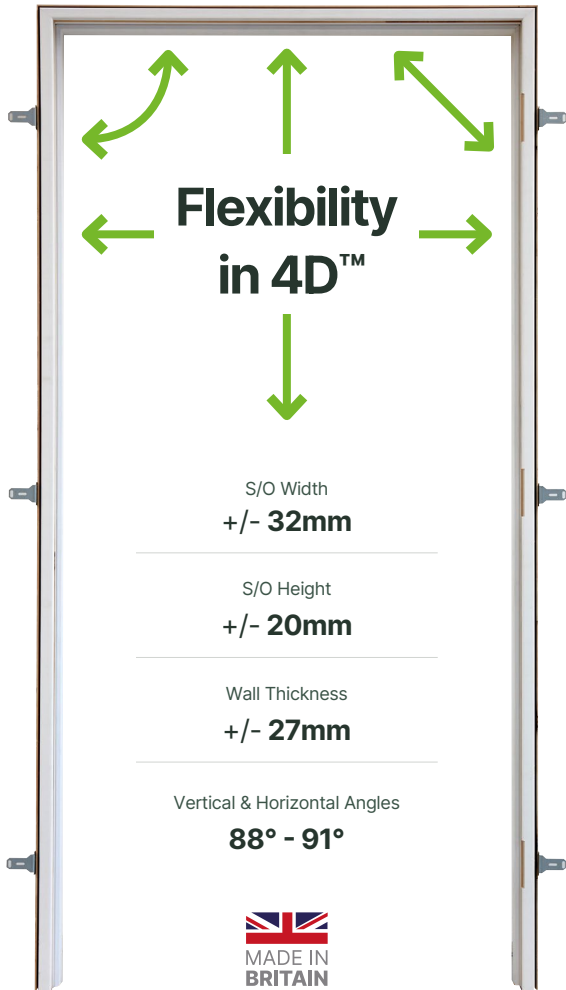 Flexibility
in 4D™
S/O Width
+/- 32mm
S/O Height
+/- 20mm
Wall Thickness
+/- 27mm
Vertical & Horizontal Angles
88° - 91°
MADE IN
BRITAIN